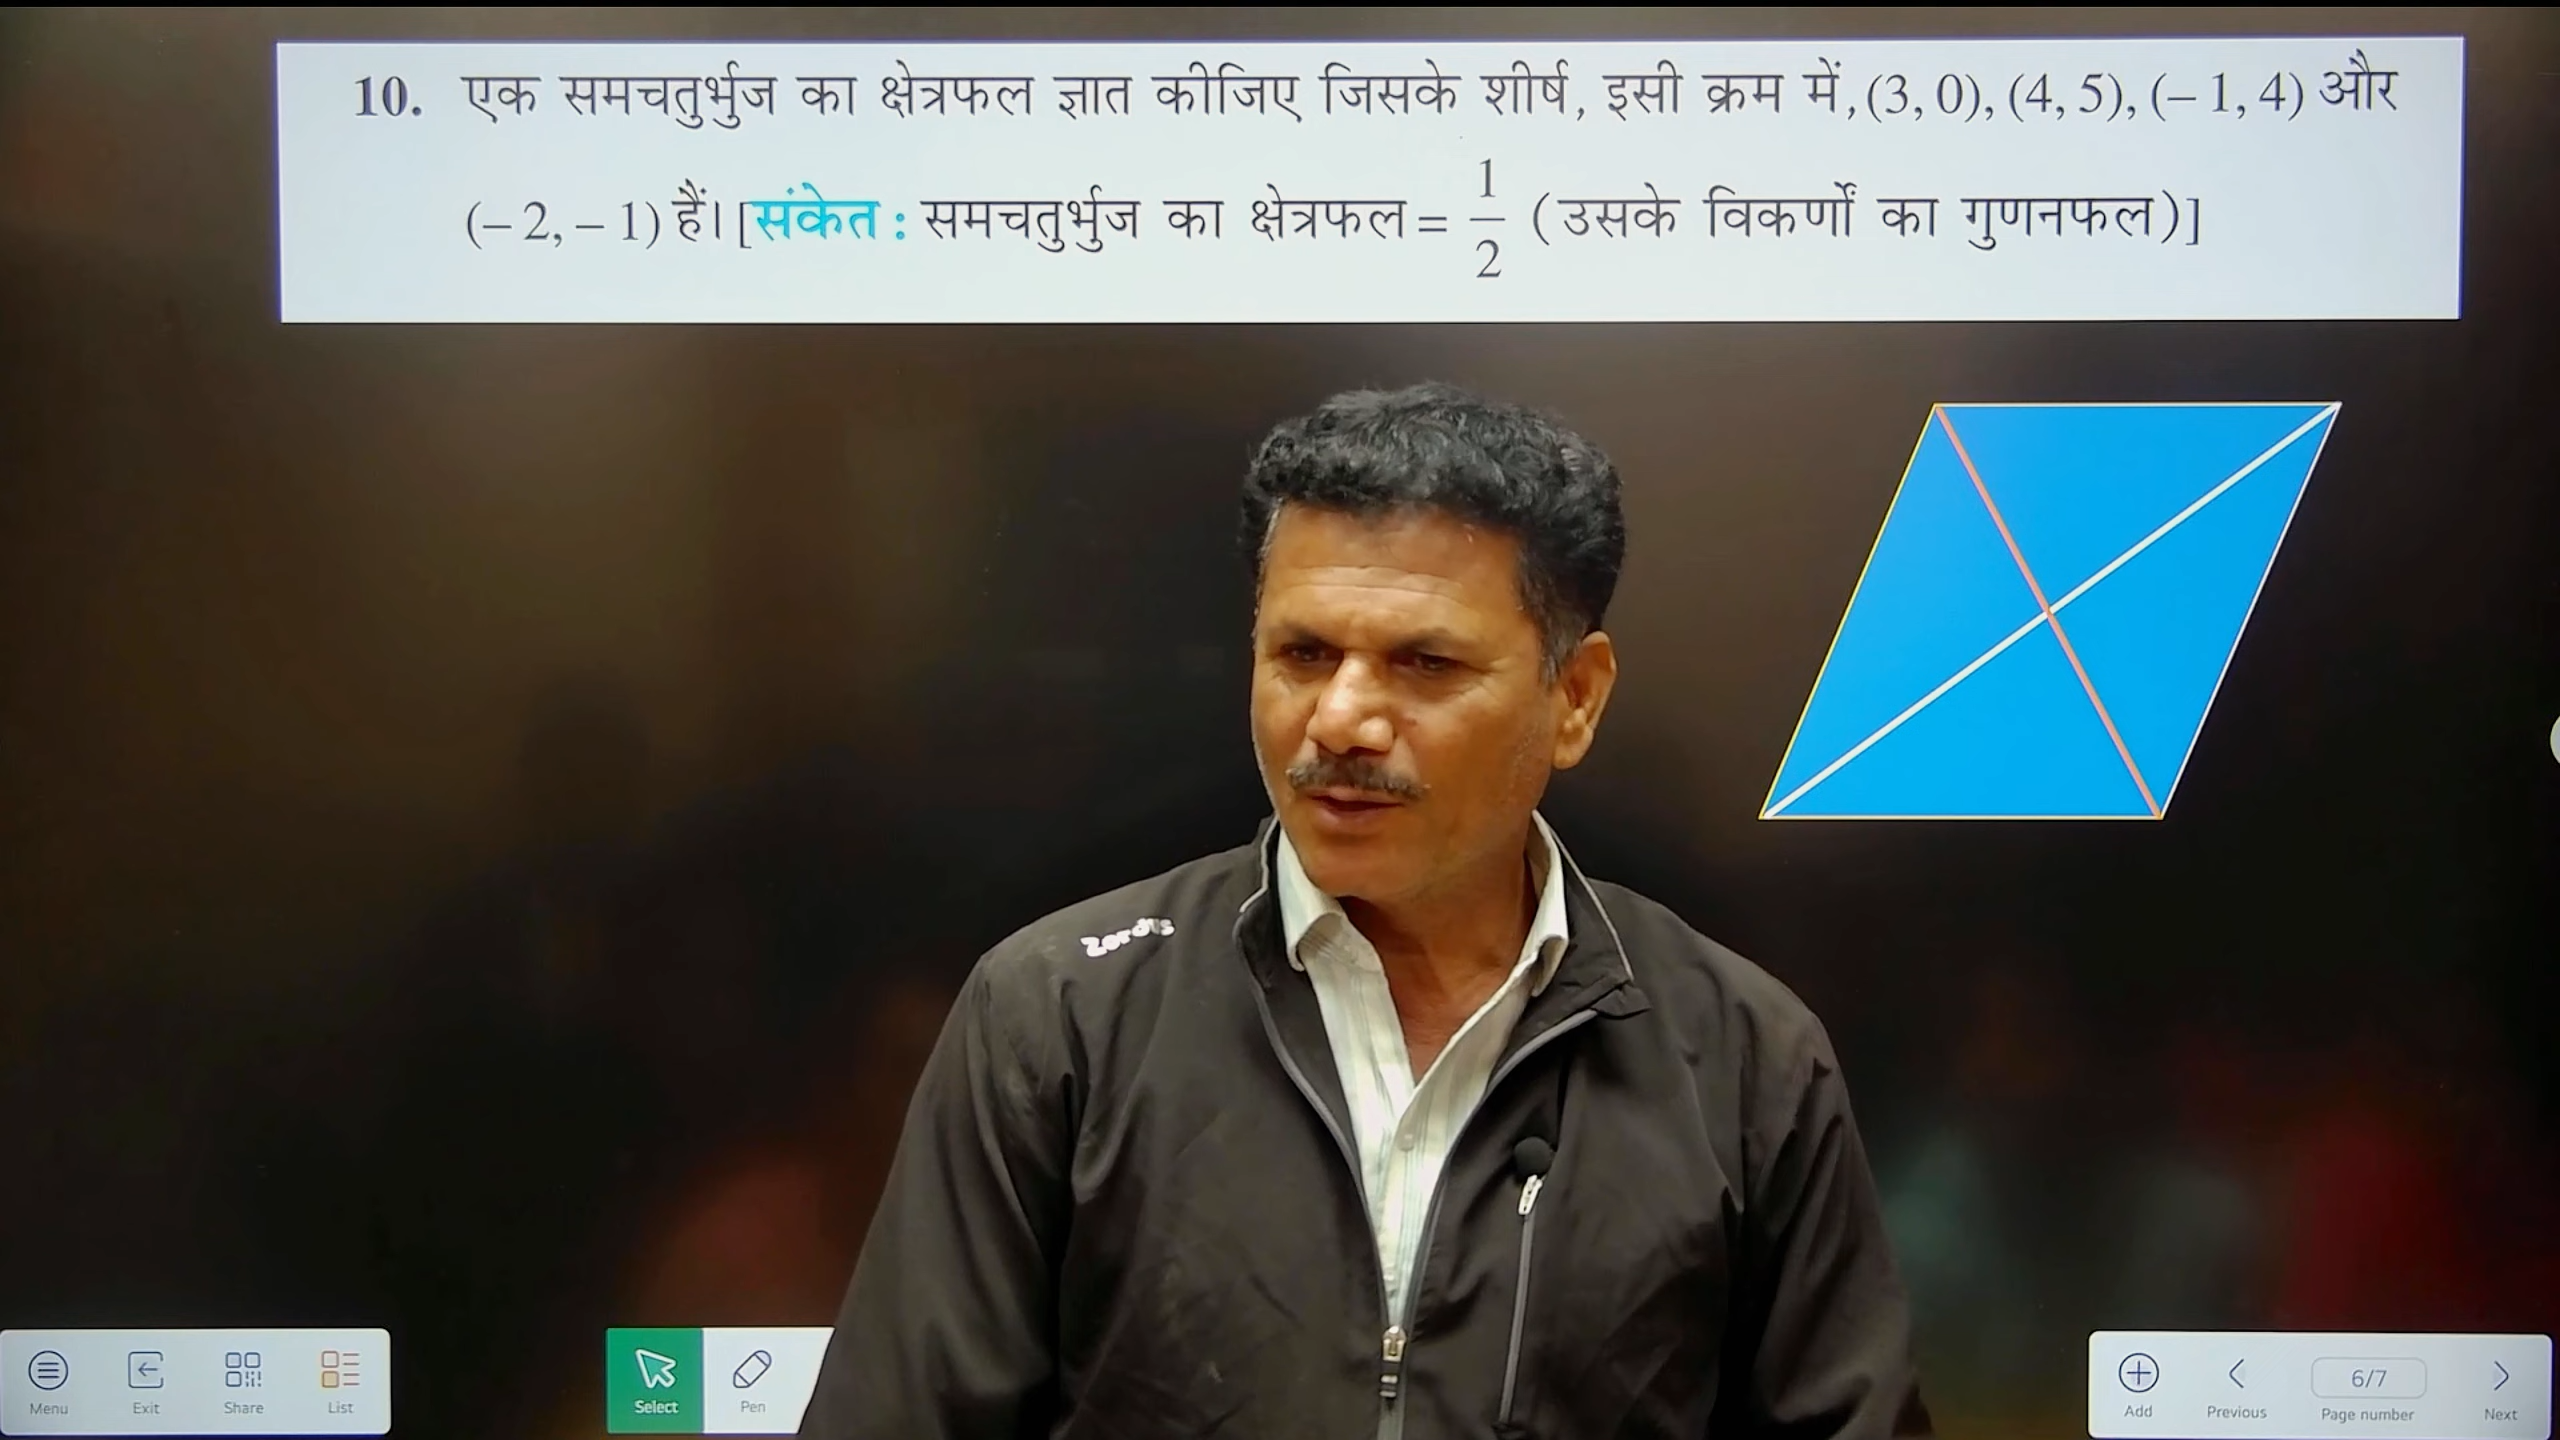 10. एक समचतुर्भुज का क्षेत्रफल ज्ञात कीजिए जिसके शीर्ष, इसी क्रम में, (3, 0), (4, 5), (– 1, 4) और
(– 2, – 1) हैं। [संकेत : समचतुर्भुज का क्षेत्रफल = 1/2 (उसके विकर्णों का गुणनफल)]
Zordis
Menu Exit Share List Select Pen Add Previous 6/7 Page number Next